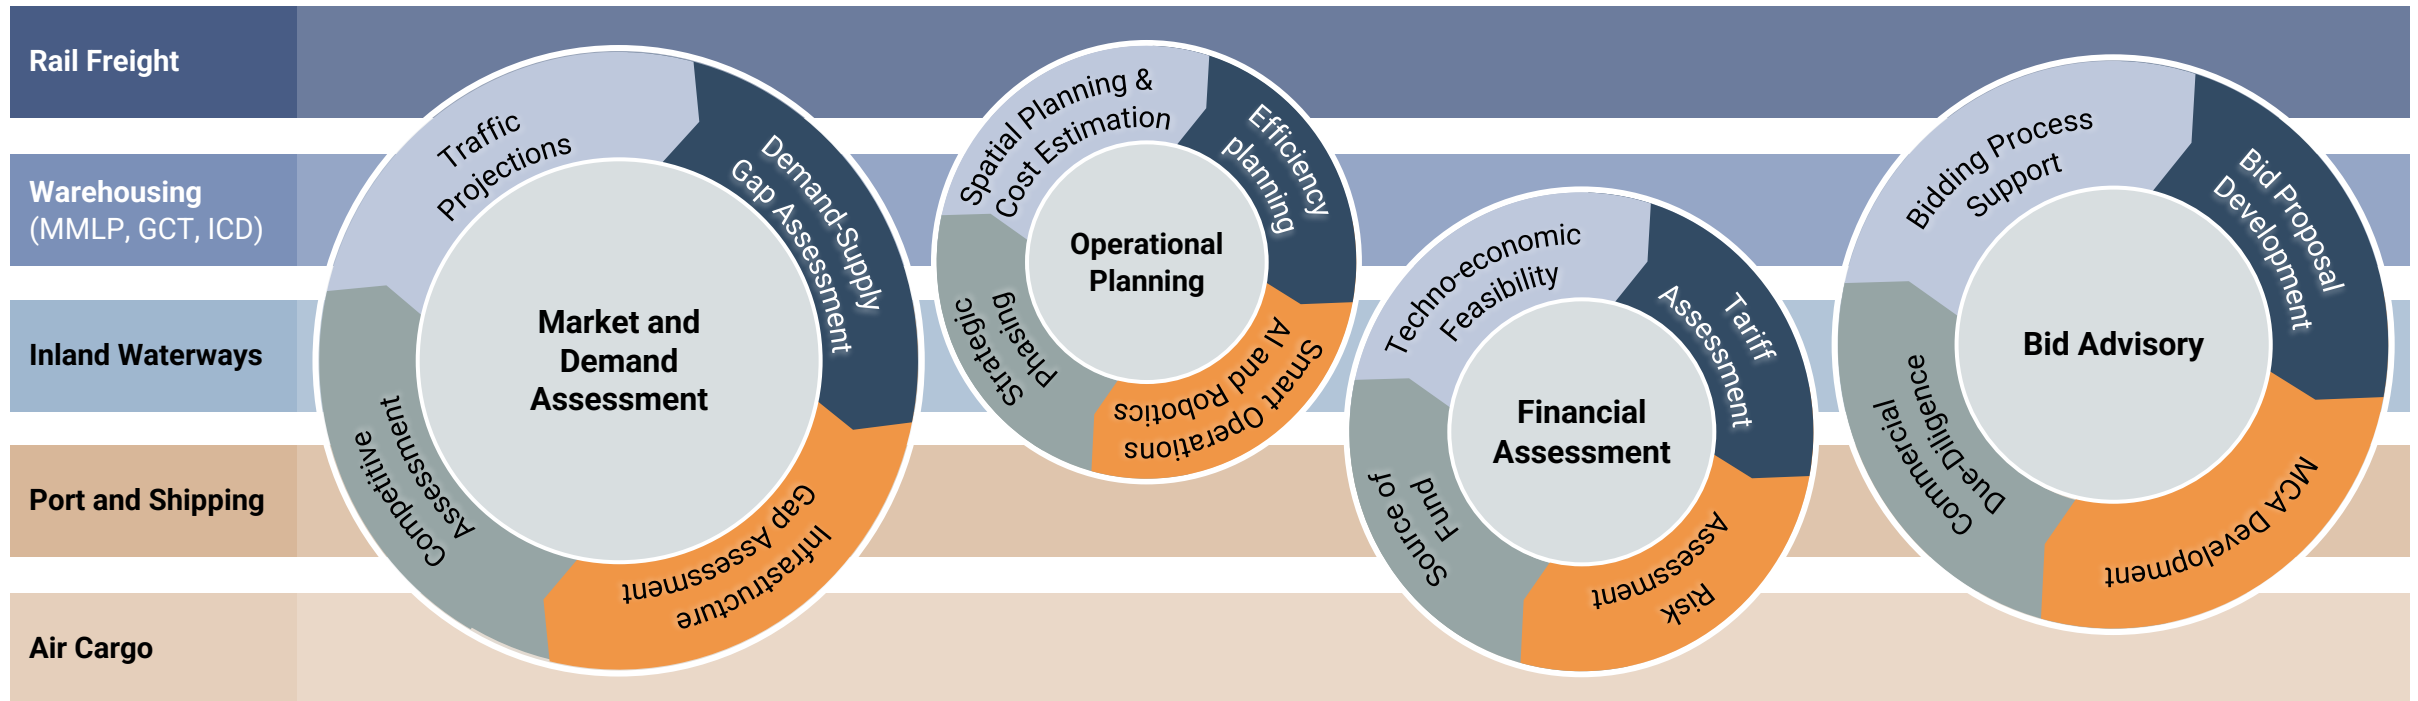 Rail Freight
Warehousing
(MMLP, GCT, ICD)
Inland Waterways
Port and Shipping
Air Cargo
Traffic
Projections
Demand-Supply
Gap Assessment
Infrastructure
Gap Assessment
Competitive
Assessment
Market and
Demand
Assessment
Spatial Planning &
Cost Estimation
Efficiency
planning
Smart Operations
AI and Robotics
Strategic
Phasing
Operational
Planning
Techno-economic
Feasibility
Tariff
Assessment
Risk
Assessment
Source of
Fund
Financial
Assessment
Bidding Process
Support
Bid Proposal
Development
MCA Development
Commercial
Due-Diligence
Bid Advisory